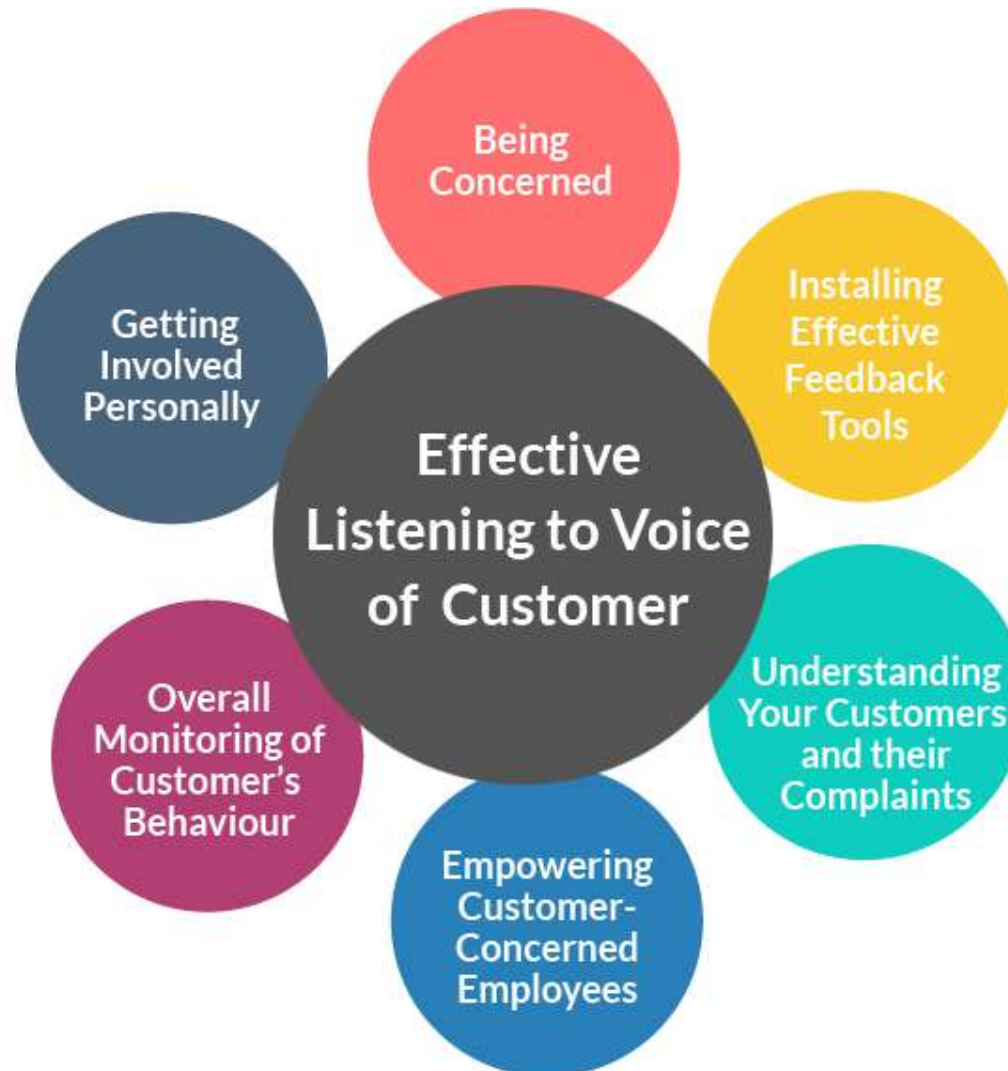 Being
Concerned
Installing
Effective
Feedback
Tools
Understanding
Your Customers
and their
Complaints
Empowering
Customer-
Concerned
Employees
Overall
Monitoring of
Customer’s
Behaviour
Getting
Involved
Personally
Effective
Listening to Voice
of Customer